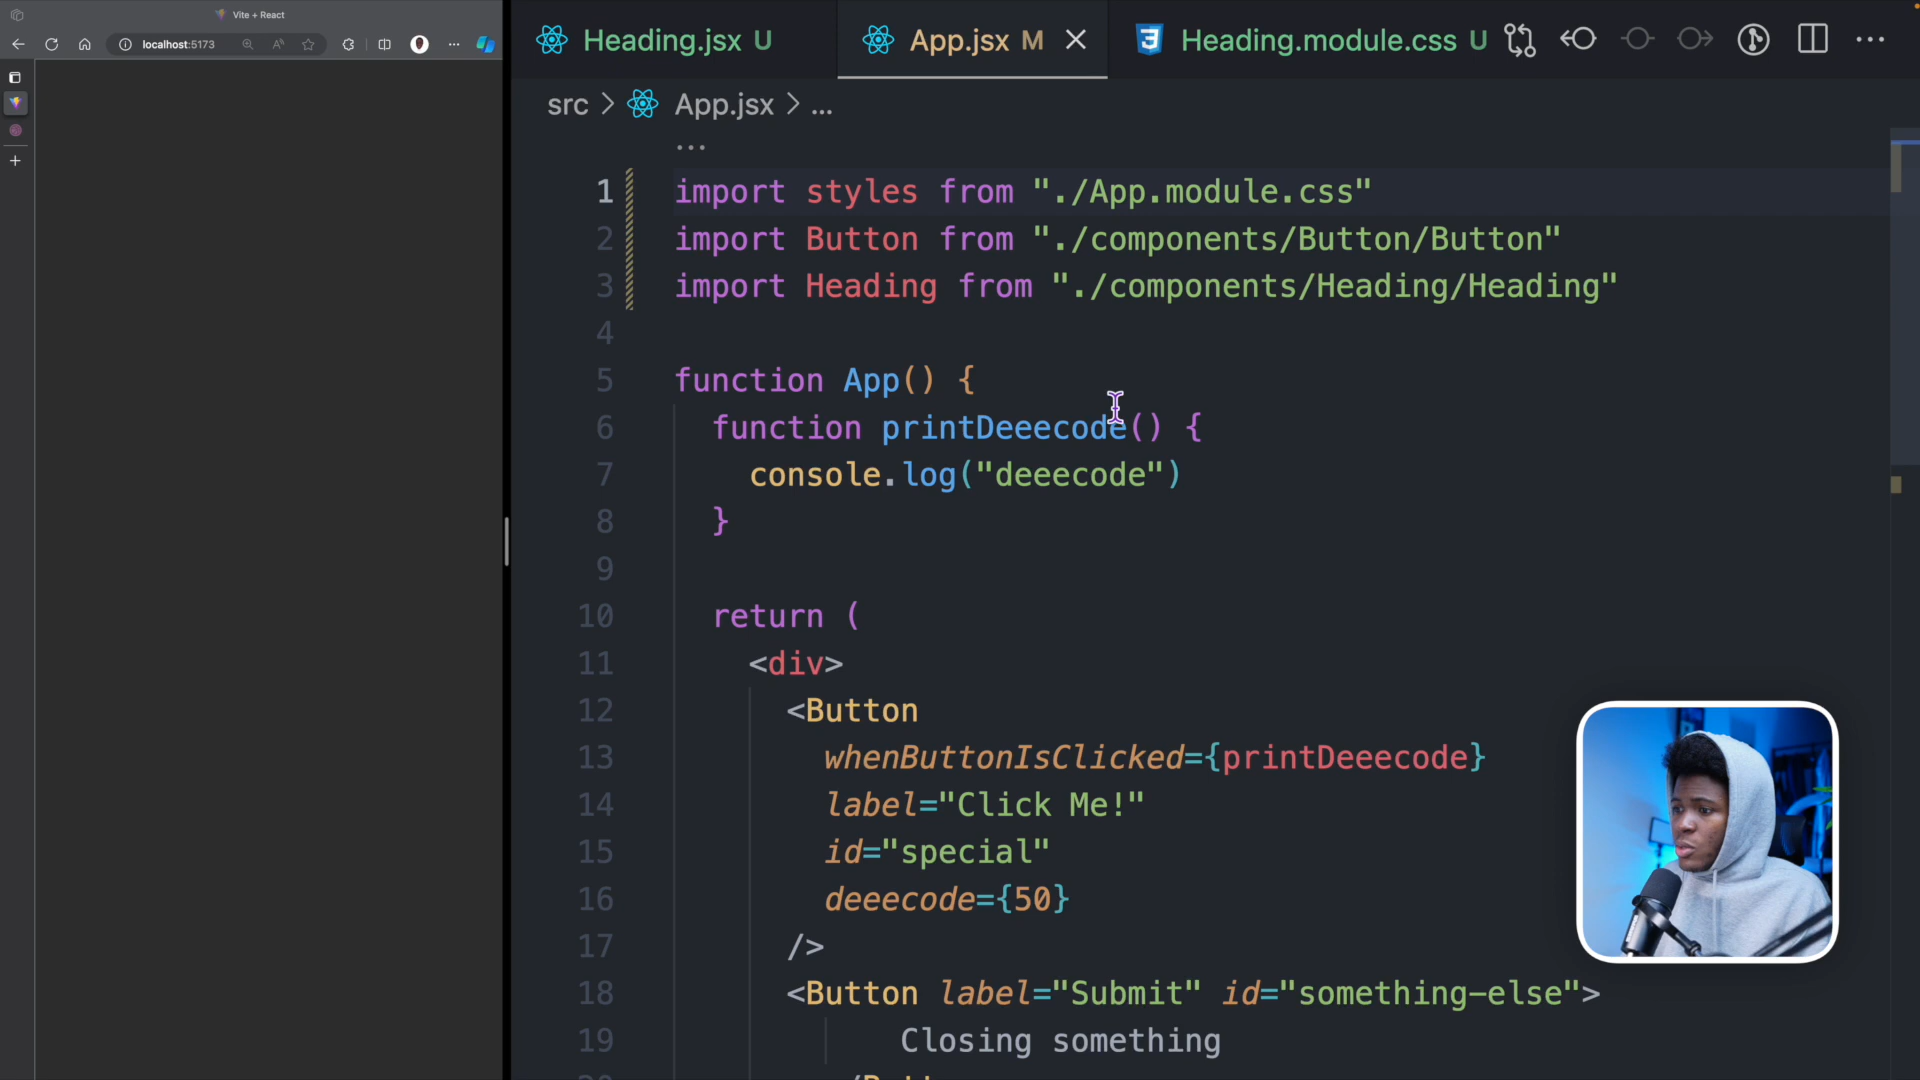 Vite + React
localhost:5173
Heading.jsx U
App.jsx M
Heading.module.css U
src > App.jsx > ...
...
1 import styles from "./App.module.css"
2 import Button from "./components/Button/Button"
3 import Heading from "./components/Heading/Heading"
4
5 function App() {
6 function printDeeecode() {
7 console.log("deeecode")
8 }
9
10 return (
11 <div>
12 <Button
13 whenButtonIsClicked={printDeeecode}
14 label="Click Me!"
15 id="special"
16 deeecode={50}
17 />
18 <Button label="Submit" id="something-else">
19 Closing something